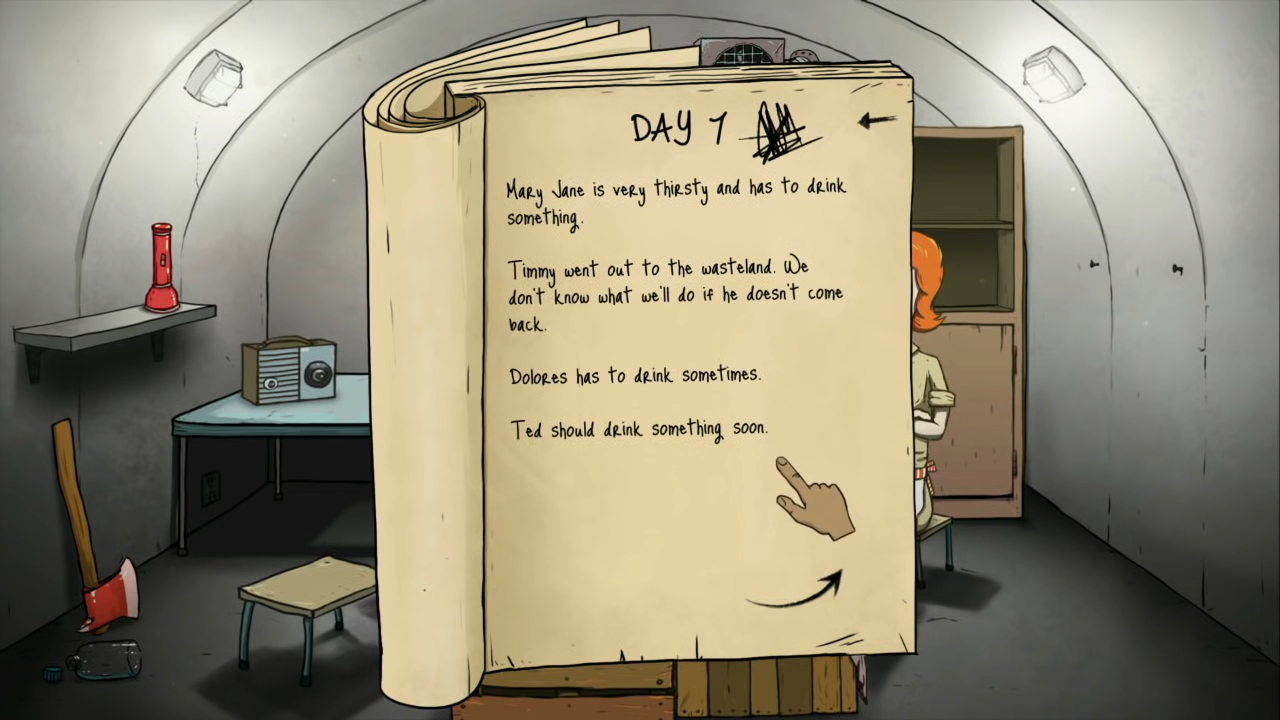 DAY 7
Mary Jane is very thirsty and has to drink
something.
Timmy went out to the wasteland. We
don't know what we'll do if he doesn't come
back.
Dolores has to drink sometimes.
Ted should drink something soon.